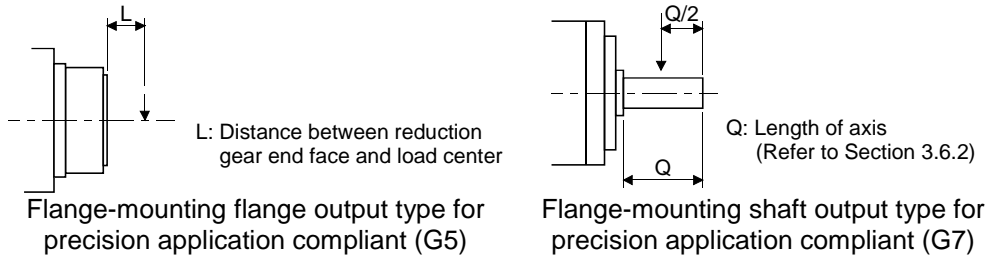 L
L: Distance between reduction
gear end face and load center
Flange-mounting flange output type for
precision application compliant (G5)
Q/2
Q
Q: Length of axis
(Refer to Section 3.6.2)
Flange-mounting shaft output type for
precision application compliant (G7)